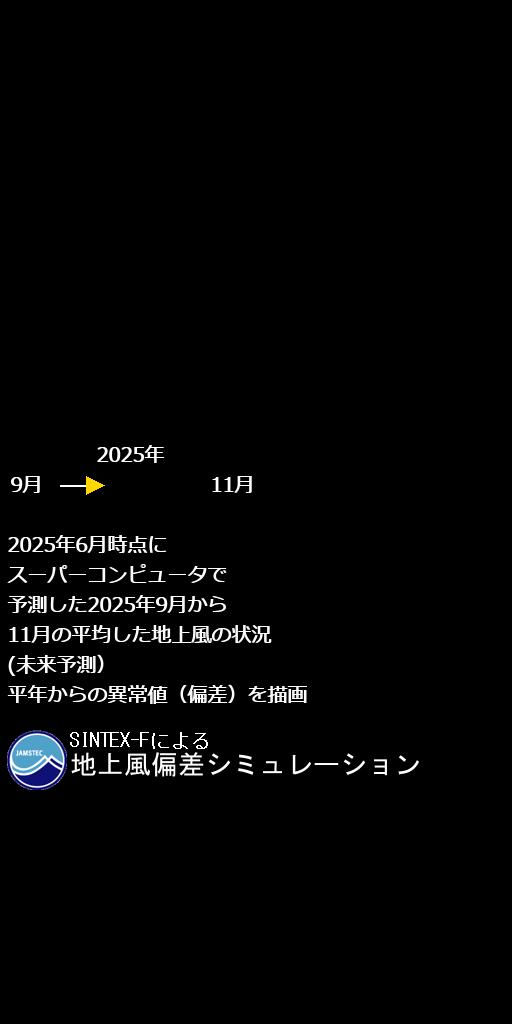 2025年
9月 11月
2025年6月時点に
スーパーコンピュータで
予測した2025年9月から
11月の平均した地上風の状況
(未来予測）
平年からの異常値（偏差）を描画
SINTEX-Fによる
JAMSTEC
地上風偏差シミュレーション